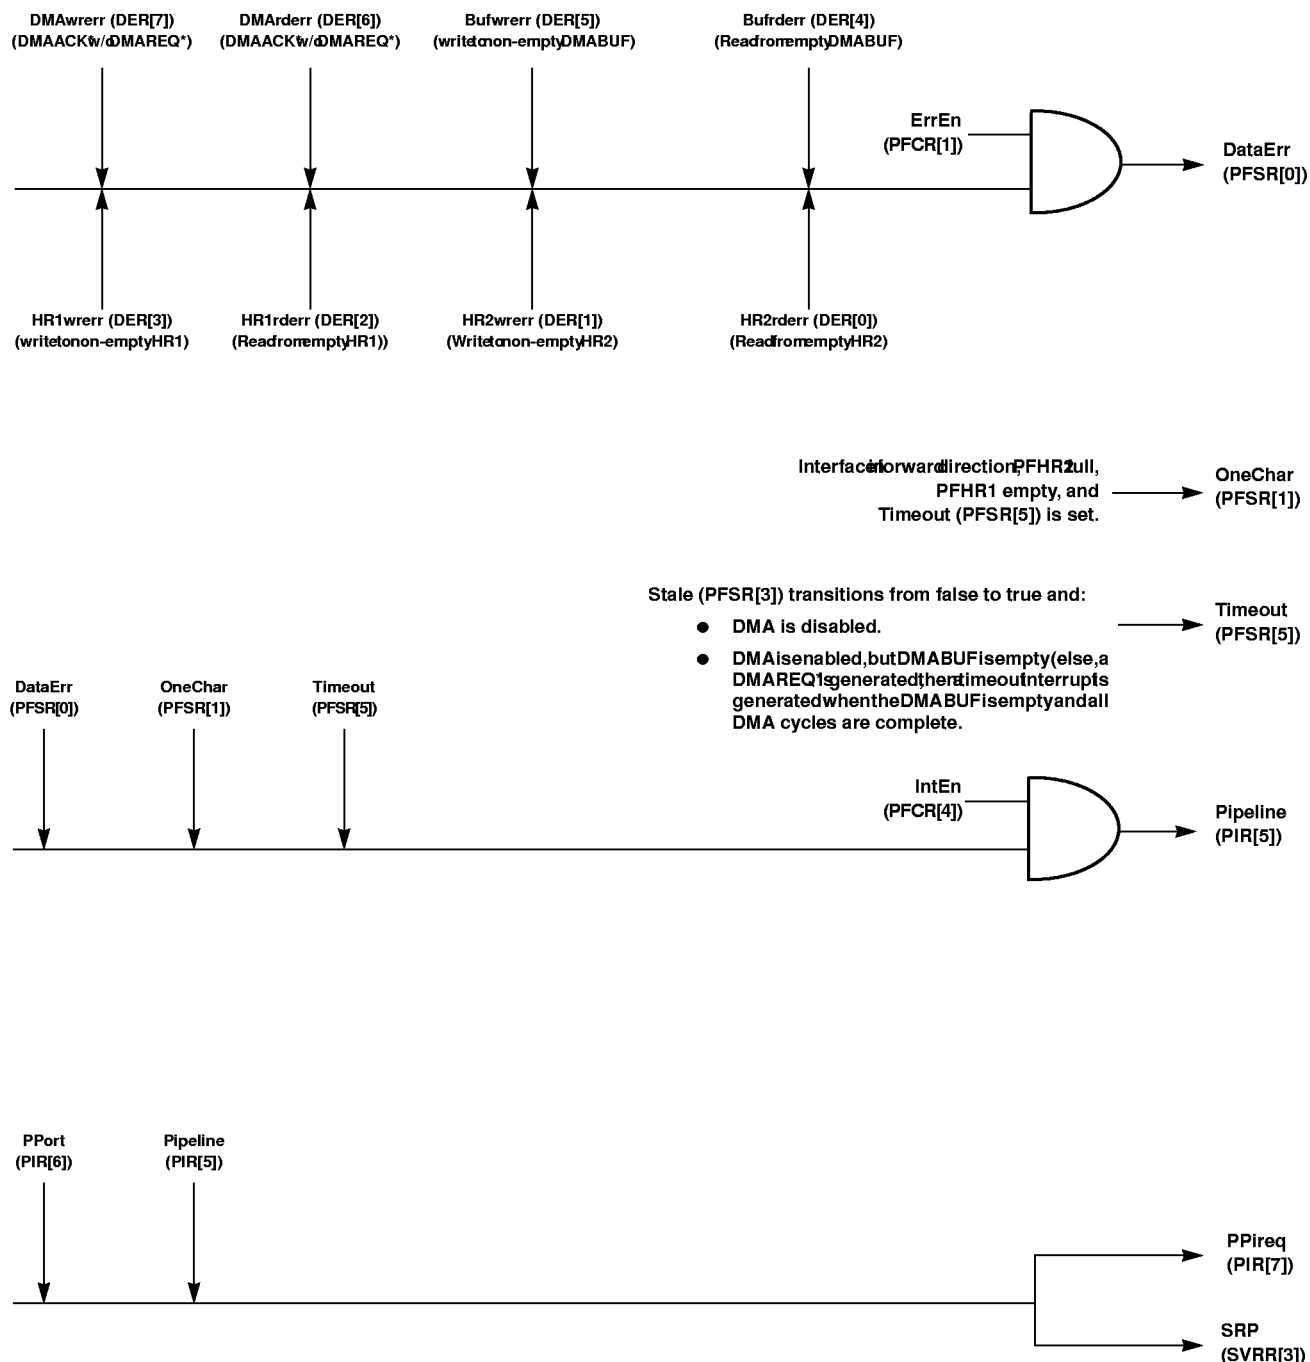 DMAwrerr (DER[7])
(DMAACK* w/o DMAREQ*)
DMArderr (DER[6])
(DMAACK* w/o DMAREQ*)
Bufwrerr (DER[5])
(write to non-empty DMABUF)
Bufrderr (DER[4])
(Read from empty DMABUF)
ErrEn
(PFCR[1])
DataErr
(PFSR[0])
HR1wrerr (DER[3])
(write to non-empty HR1)
HR1rderr (DER[2])
(Read from empty HR1))
HR2wrerr (DER[1])
(Write to non-empty HR2)
HR2rderr (DER[0])
(Read from empty HR2)
Interface in forward direction, PFHR2 full,
PFHR1 empty, and
Timeout (PFSR[5]) is set.
OneChar
(PFSR[1])
Stale (PFSR[3]) transitions from false to true and:
● DMA is disabled.
● DMA is enabled, but DMABUF is empty (else, a
DMAREQ* is generated, then a timeout interrupt is
generated when the DMABUF is empty and all
DMA cycles are complete.
Timeout
(PFSR[5])
DataErr
(PFSR[0])
OneChar
(PFSR[1])
Timeout
(PFSR[5])
IntEn
(PFCR[4])
Pipeline
(PIR[5])
PPort
(PIR[6])
Pipeline
(PIR[5])
PPireq
(PIR[7])
SRP
(SVRR[3])